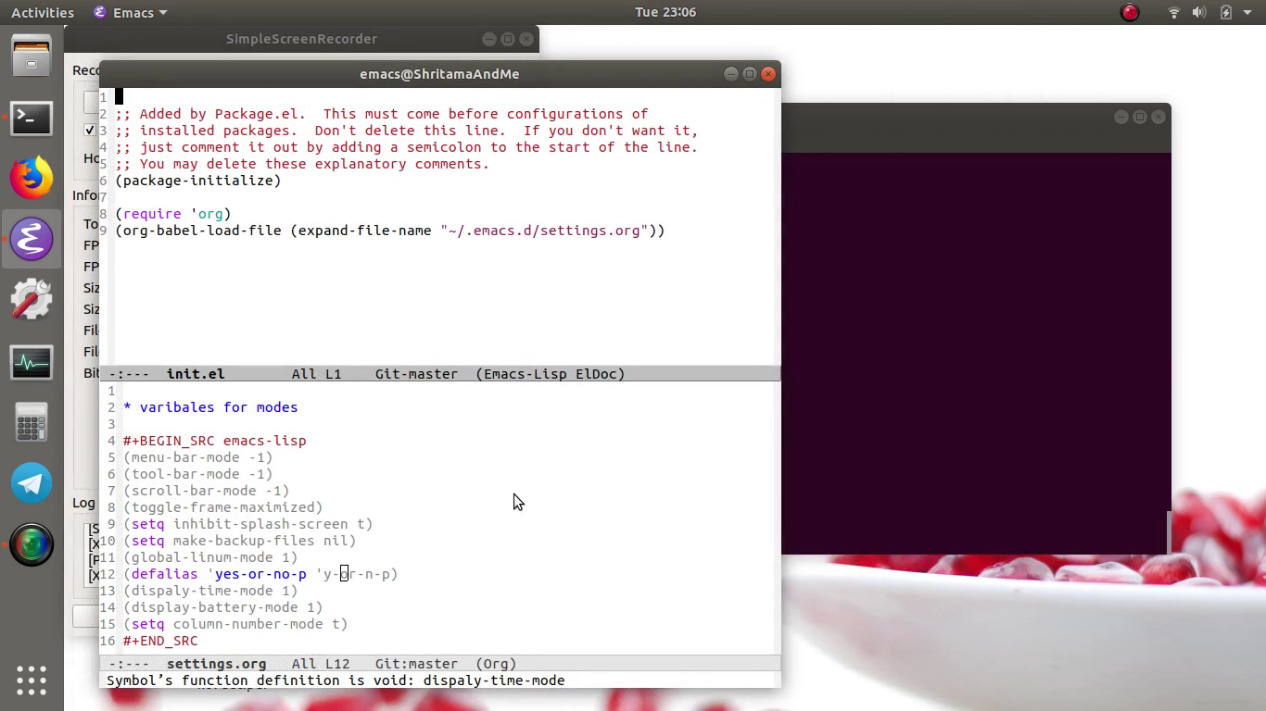 Activities
Emacs
Tue 23:06
SimpleScreenRecorder
emacs@ShritamaAndMe
1
2 ;; Added by Package.el.  This must come before configurations of
3 ;; installed packages.  Don't delete this line.  If you don't want it,
4 ;; just comment it out by adding a semicolon to the start of the line.
5 ;; You may delete these explanatory comments.
6 (package-initialize)
7
8 (require 'org)
9 (org-babel-load-file (expand-file-name "~/.emacs.d/settings.org"))
-:--- init.el All L1 Git-master (Emacs-Lisp ElDoc)
1
2 * varibales for modes
3
4 #+BEGIN_SRC emacs-lisp
5 (menu-bar-mode -1)
6 (tool-bar-mode -1)
7 (scroll-bar-mode -1)
8 (toggle-frame-maximized)
9 (setq inhibit-splash-screen t)
10 (setq make-backup-files nil)
11 (global-linum-mode 1)
12 (defalias 'yes-or-no-p 'y-or-n-p)
13 (dispaly-time-mode 1)
14 (display-battery-mode 1)
15 (setq column-number-mode t)
16 #+END_SRC
-:--- settings.org All L12 Git:master (Org)
Symbol’s function definition is void: dispaly-time-mode
Reco
Ho
Infor
To
FP
FP
Siz
Siz
File
File
Bit
Log
[S
[X
[P
[X